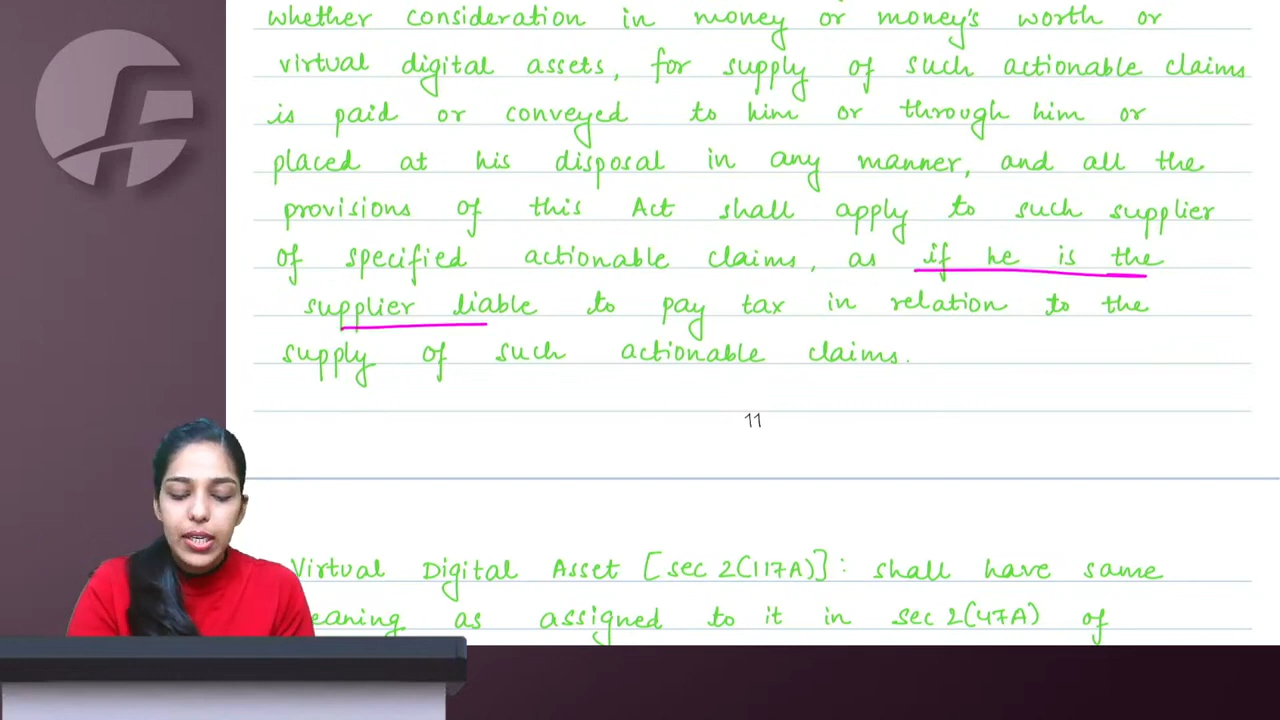 whether consideration in money or money's worth or
virtual digital assets, for supply of such actionable claims
is paid or conveyed to him or through him or
placed at his disposal in any manner, and all the
provisions of this Act shall apply to such supplier
of specified actionable claims, as if he is the
supplier liable to pay tax in relation to the
supply of such actionable claims.
11
Virtual Digital Asset [sec 2(117A)]: shall have same
eaning as assigned to it in sec 2(47A) of